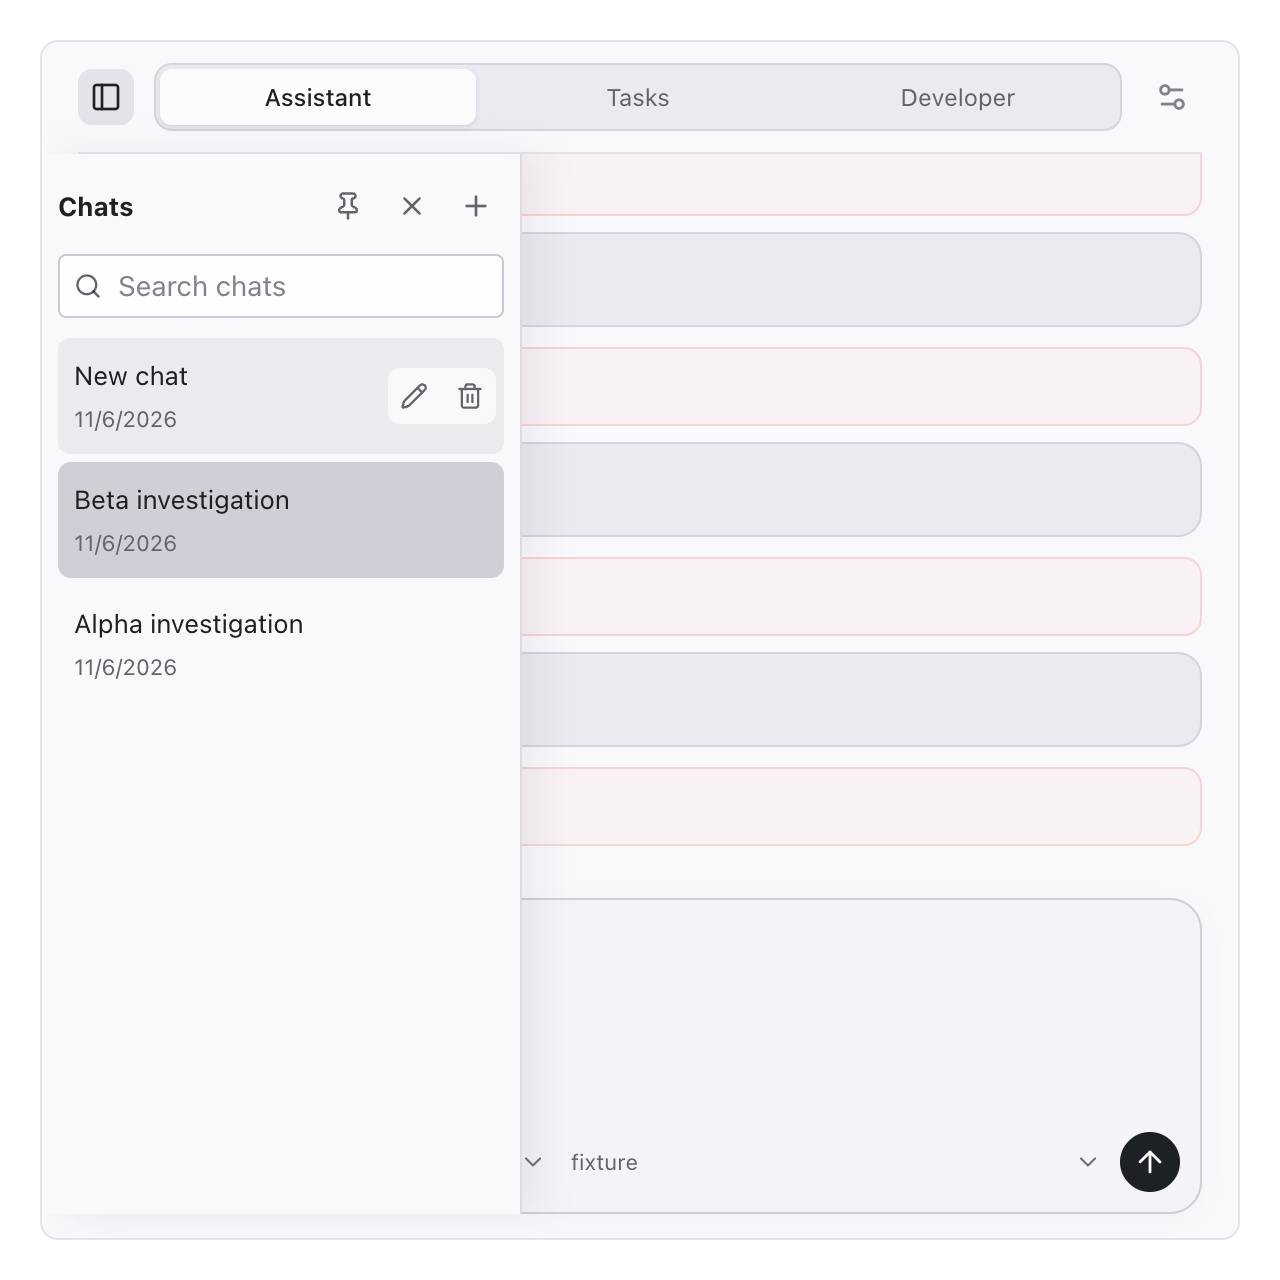 Assistant
Tasks
Developer
Chats
Search chats
New chat
11/6/2026
Beta investigation
11/6/2026
Alpha investigation
11/6/2026
fixture